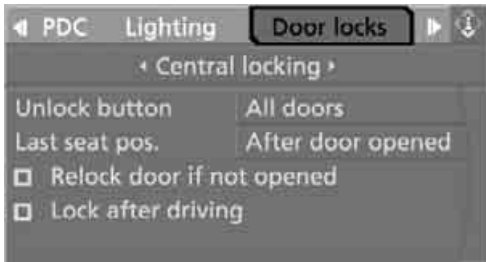 PDC Lighting Door locks
Central locking
Unlock button All doors
Last seat pos. After door opened
Relock door if not opened
Lock after driving